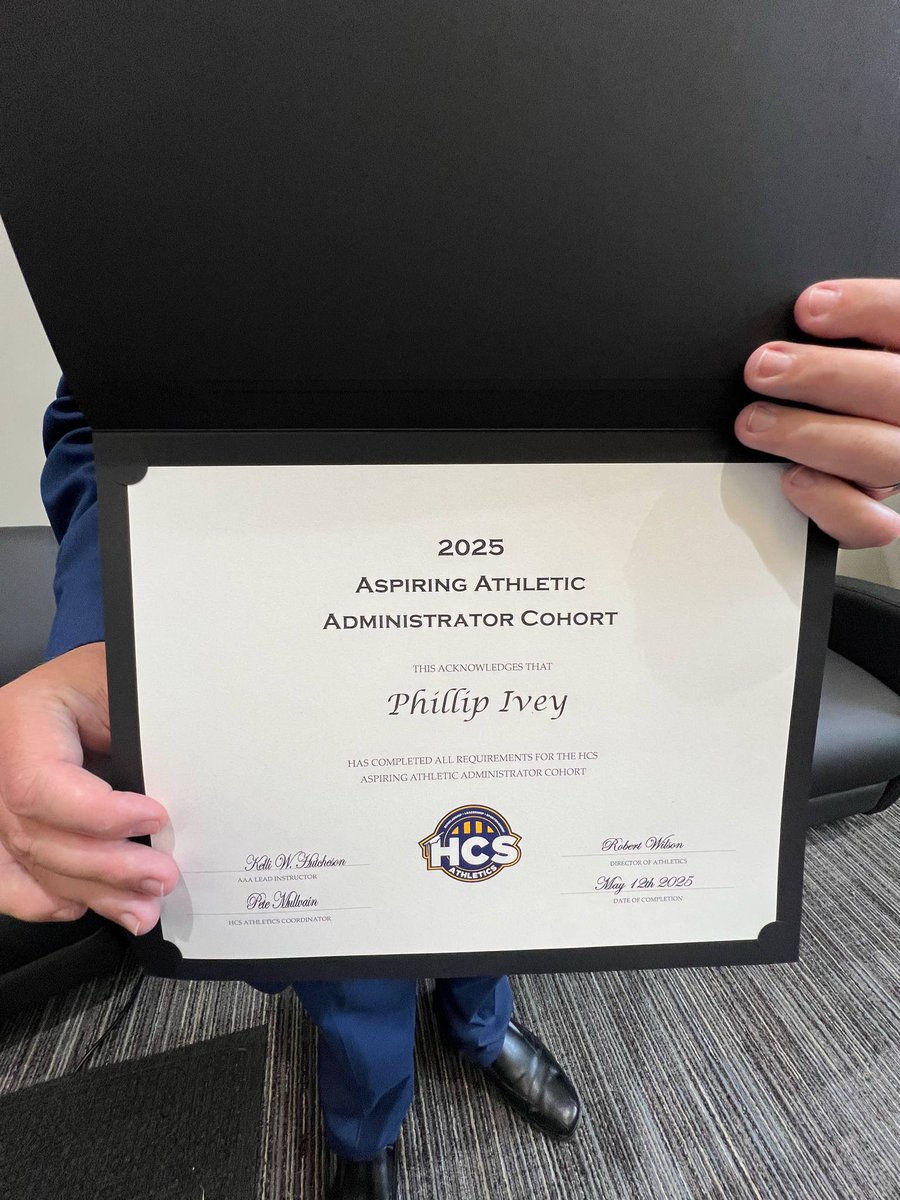 2025
ASPIRING ATHLETIC
ADMINISTRATOR COHORT
THIS ACKNOWLEDGES THAT
Phillip Ivey
HAS COMPLETED ALL REQUIREMENTS FOR THE HCS
ASPIRING ATHLETIC ADMINISTRATOR COHORT
HCS
ATHLETICS
Kelli W. Hutcheson
AAA LEAD INSTRUCTOR
Pete Mullvain
HCS ATHLETICS COORDINATOR
Robert Wilson
DIRECTOR OF ATHLETICS
May 12th 2025
DATE OF COMPLETION